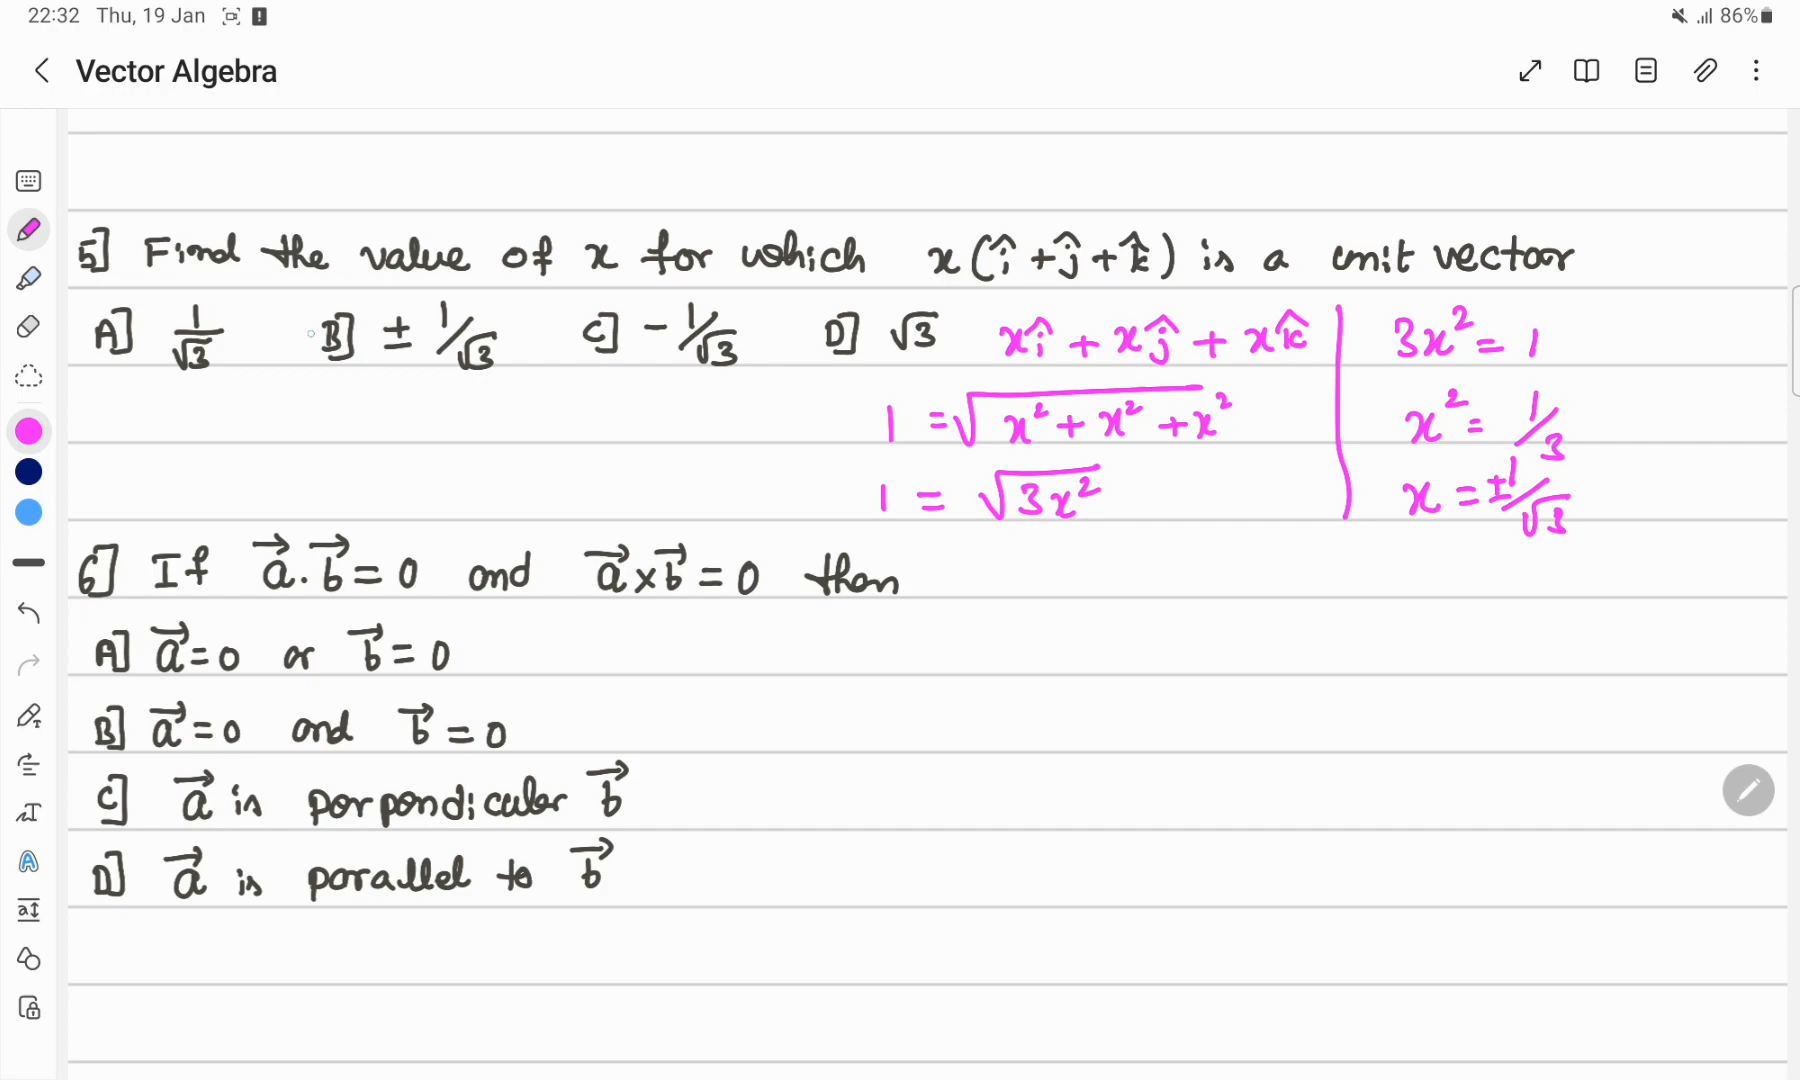 22:32 Thu, 19 Jan
86%
Vector Algebra
5] Find the value of x for which x(î+ĵ+k̂) is a unit vector
A] 1/√3 B] ± 1/√3 C] - 1/√3 D] √3
xî + xĵ + xk̂
1 = √x² + x² + x²
1 = √3x²
3x² = 1
x² = 1/3
x = ±1/√3
6] If a⃗.b⃗ = 0 and a⃗×b⃗ = 0 then
A] a⃗=0 or b⃗=0
B] a⃗=0 and b⃗=0
C] a⃗ is perpendicular b⃗
D] a⃗ is parallel to b⃗